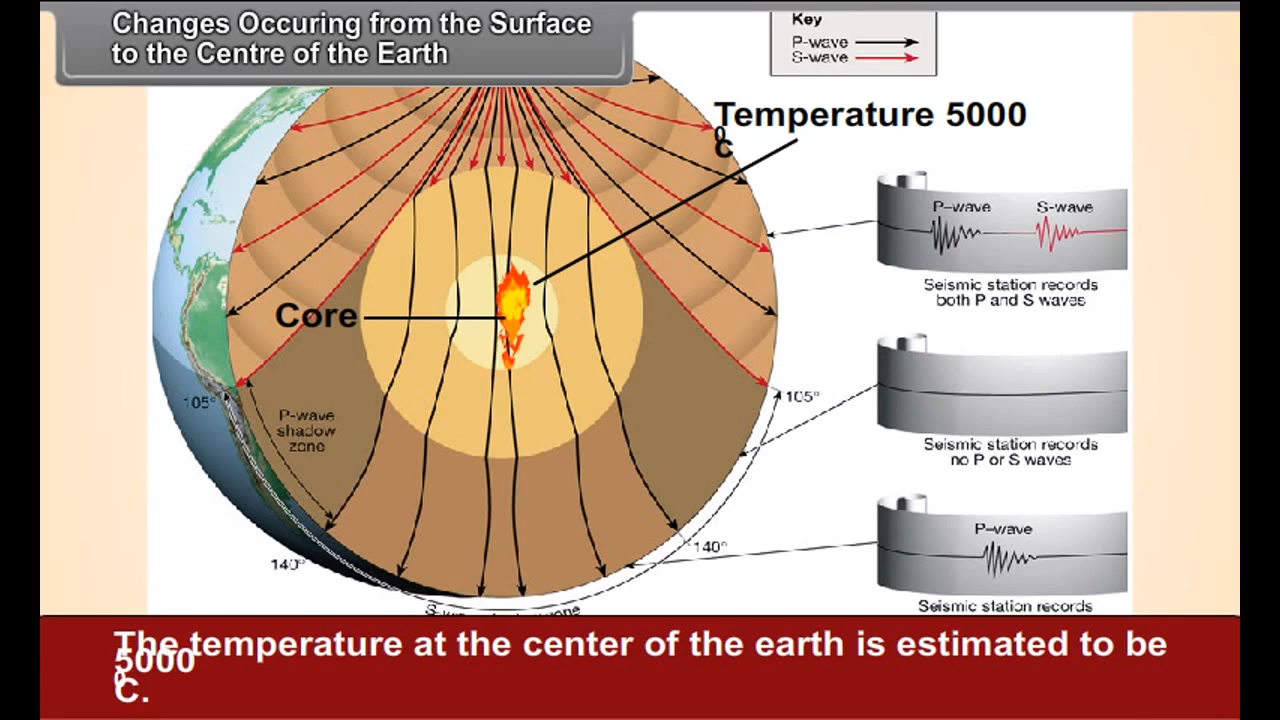 Changes Occuring from the Surface
to the Centre of the Earth
Key
P-wave
S-wave
Temperature 5000
0
C
P–wave
S-wave
Seismic station records
both P and S waves
Core
105°
105°
P-wave
shadow
zone
Seismic station records
no P or S waves
P–wave
140°
140°
Seismic station records
The temperature at the center of the earth is estimated to be
5000
0
C.